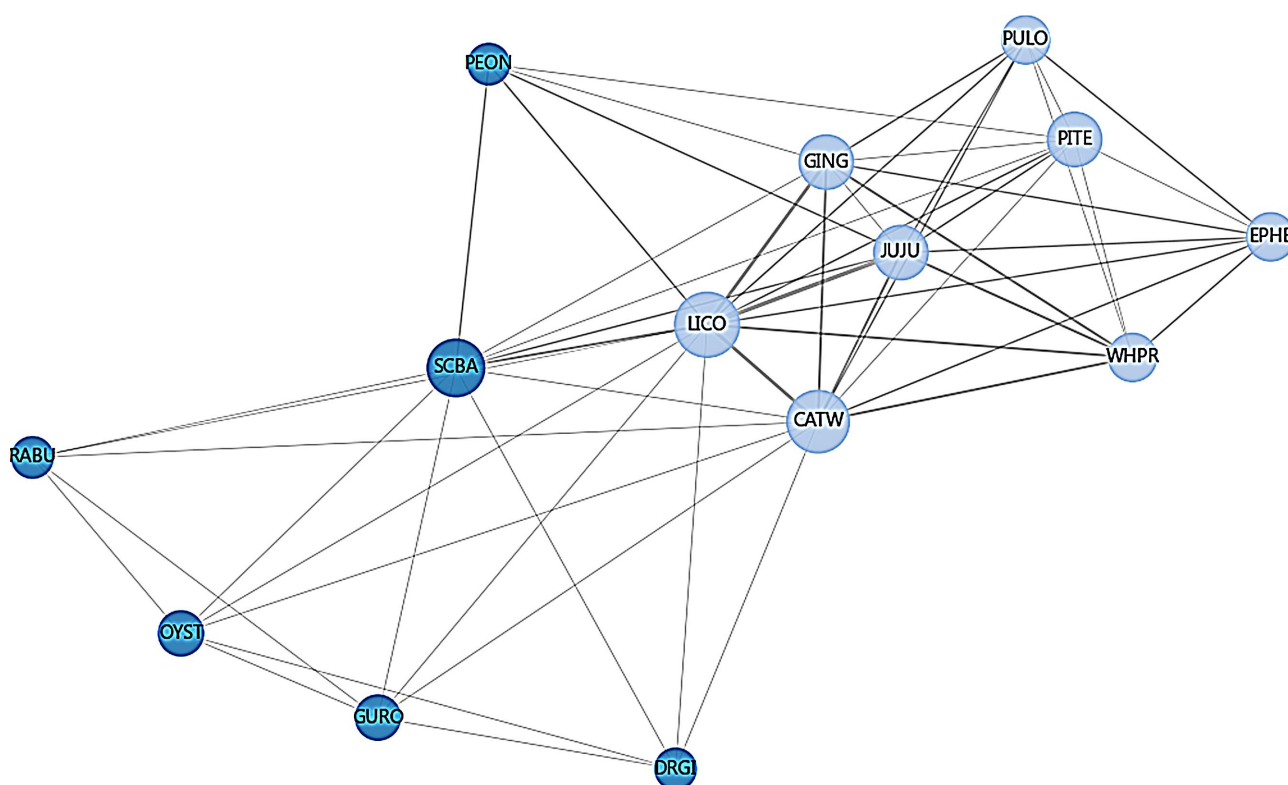 PULO
PEON
PITE
GING
EPHE
JUJU
LICO
WHPR
SCBA
CATW
RABU
OYST
GURO
DRGI